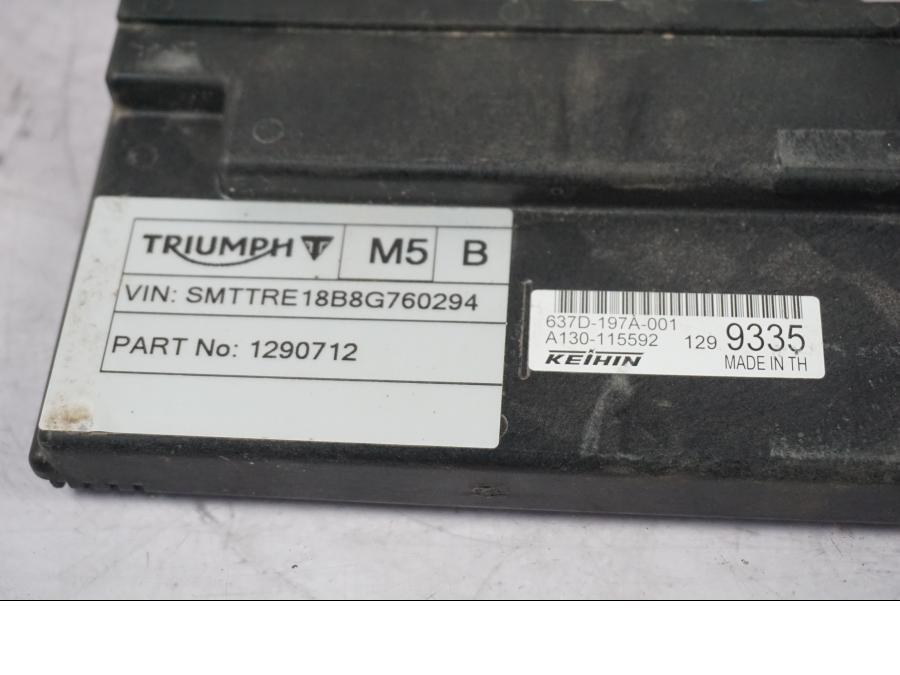 TRIUMPH M5 B
VIN: SMTTRE18B8G760294
PART No: 1290712
637D-197A-001
A130-115592 129 9335
KEIHIN MADE IN TH